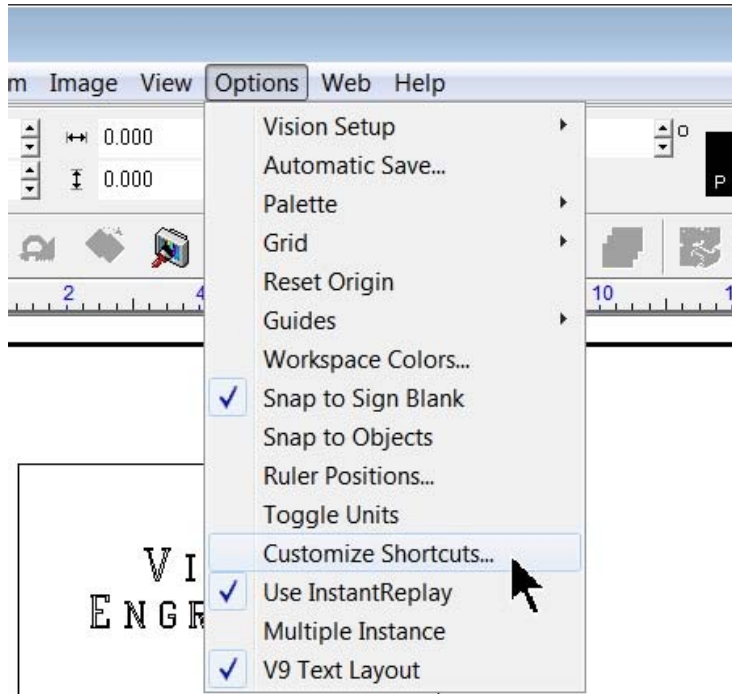 m Image View Options Web Help
0.000
0.000
P
2 4 10 1
Vision Setup
Automatic Save...
Palette
Grid
Reset Origin
Guides
Workspace Colors...
Snap to Sign Blank
Snap to Objects
Ruler Positions...
Toggle Units
Customize Shortcuts...
Use InstantReplay
Multiple Instance
V9 Text Layout
VI
ENGR